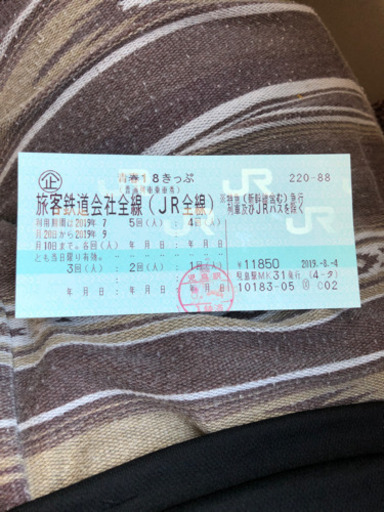 青春18きっぷ 220-88
企
旅客鉄道会社全線(JR全線) 特急(新幹線含む)急行
列車及びJRバスを除く
利用期間は2019年 7 5回(人) : 4回(人)
月20日から2019年 9 年 月 日: 年 月 日
月10日まで。各回(人)
とも当日限り有効。
3回(人) : 2回(人) : 1回(人) ¥11850 2019.-8.-4
年 月 日: 年 月 日
10183-05 C02
JR